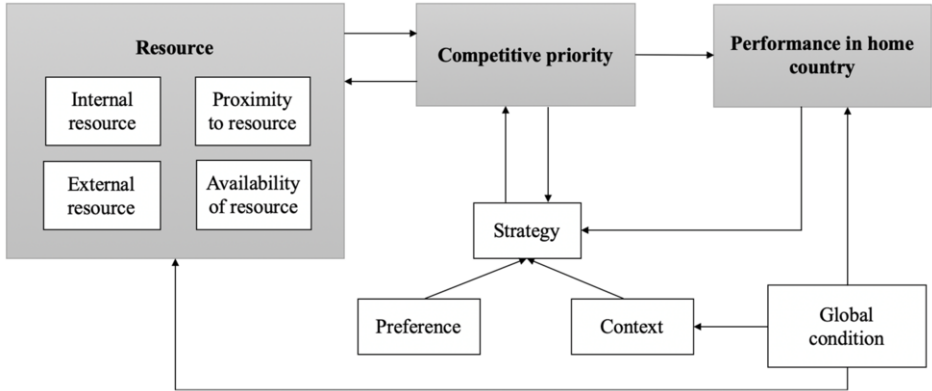 Resource
Internal
resource
Proximity
to resource
External
resource
Availability
of resource
Competitive priority
Performance in home
country
Strategy
Preference
Context
Global
condition